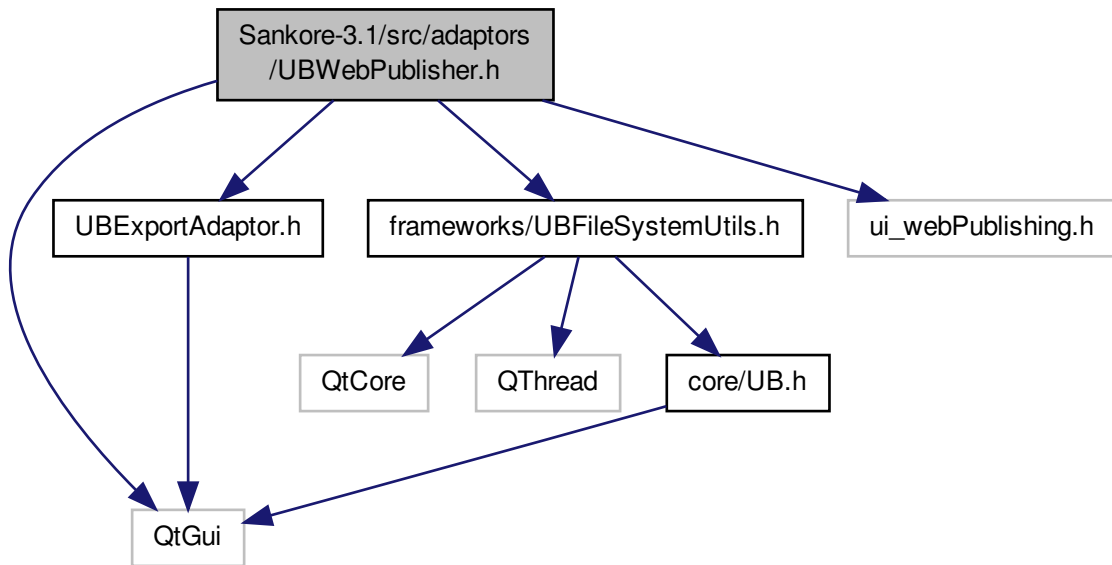 Sankore-3.1/src/adaptors
/UBWebPublisher.h
UBExportAdaptor.h
frameworks/UBFileSystemUtils.h
ui_webPublishing.h
QtCore
QThread
core/UB.h
QtGui